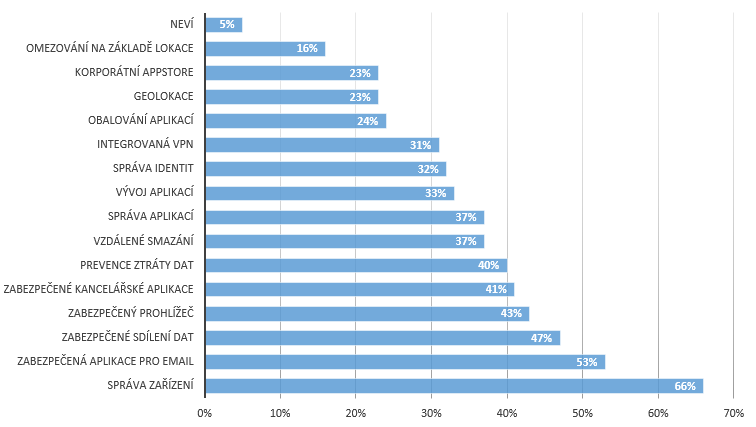 NEVÍ 5%
OMEZOVÁNÍ NA ZÁKLADĚ LOKACE 16%
KORPORÁTNÍ APPSTORE 23%
GEOLOKACE 23%
OBALOVÁNÍ APLIKACÍ 24%
INTEGROVANÁ VPN 31%
SPRÁVA IDENTIT 32%
VÝVOJ APLIKACÍ 33%
SPRÁVA APLIKACÍ 37%
VZDÁLENÉ SMAZÁNÍ 37%
PREVENCE ZTRÁTY DAT 40%
ZABEZPEČENÉ KANCELÁŘSKÉ APLIKACE 41%
ZABEZPEČENÝ PROHLÍŽEČ 43%
ZABEZPEČENÉ SDÍLENÍ DAT 47%
ZABEZPEČENÁ APLIKACE PRO EMAIL 53%
SPRÁVA ZAŘÍZENÍ 66%
0% 10% 20% 30% 40% 50% 60% 70%